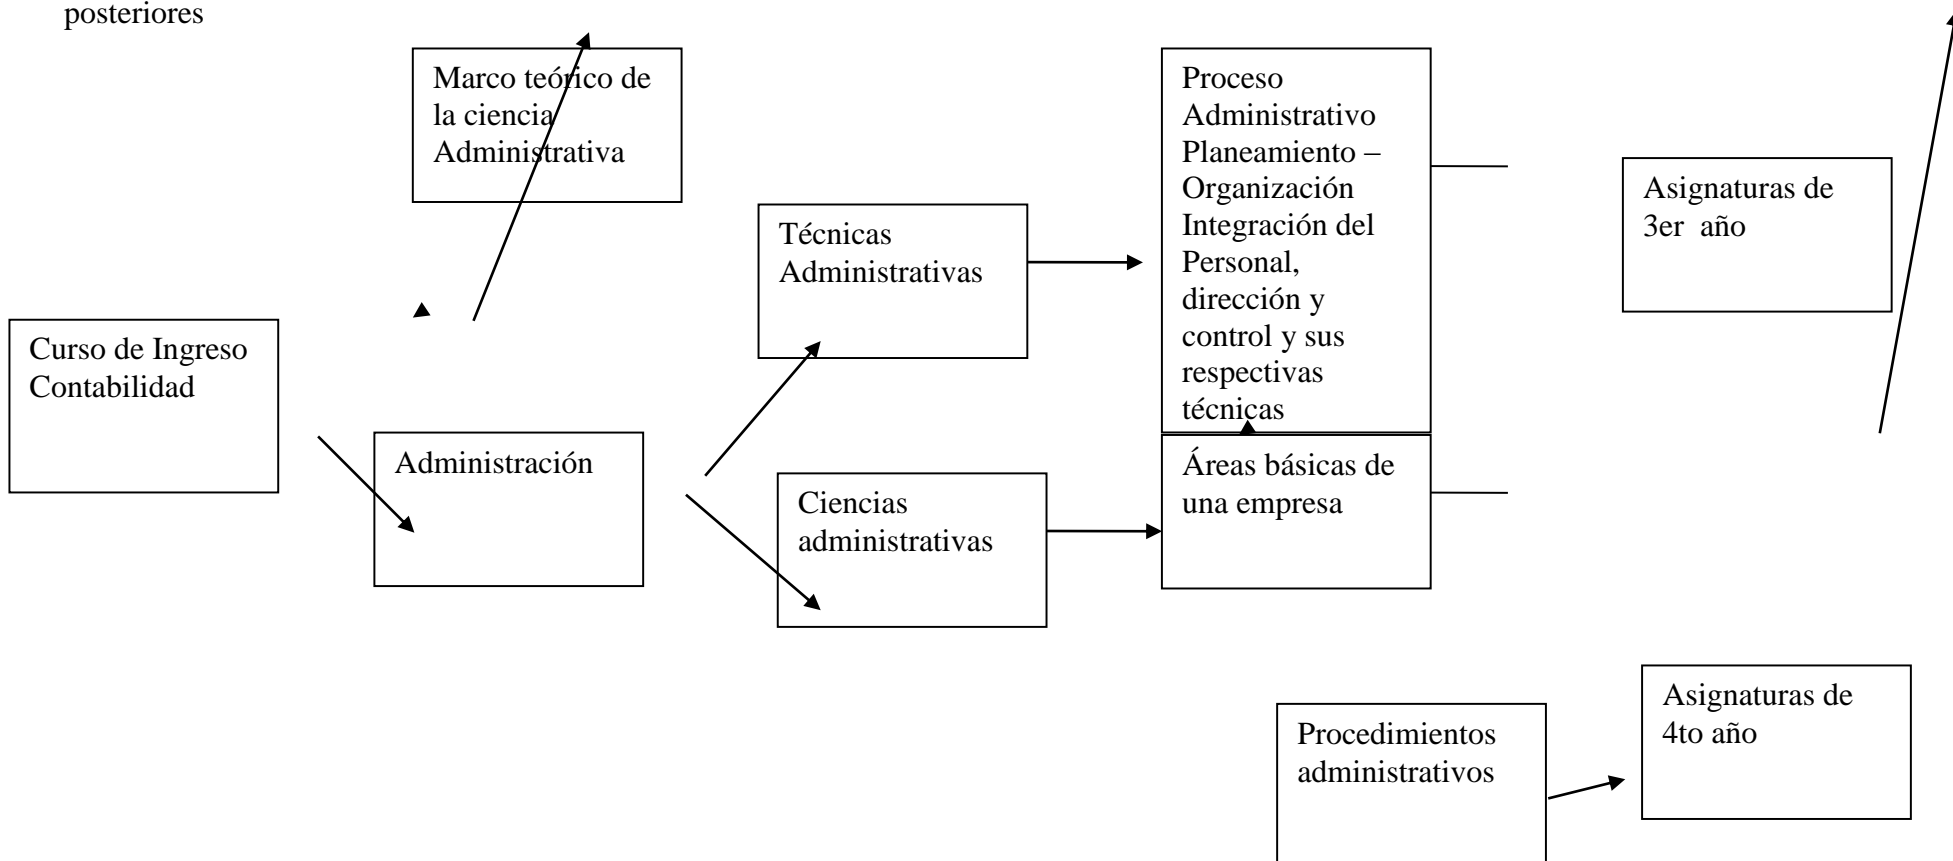 posteriores
Marco teórico de
la ciencia
Administrativa
Proceso
Administrativo
Planeamiento –
Organización
Integración del
Personal,
dirección y
control y sus
respectivas
técnicas
Asignaturas de
3er  año
Técnicas
Administrativas
Curso de Ingreso
Contabilidad
Administración
Ciencias
administrativas
Áreas básicas de
una empresa
Procedimientos
administrativos
Asignaturas de
4to año